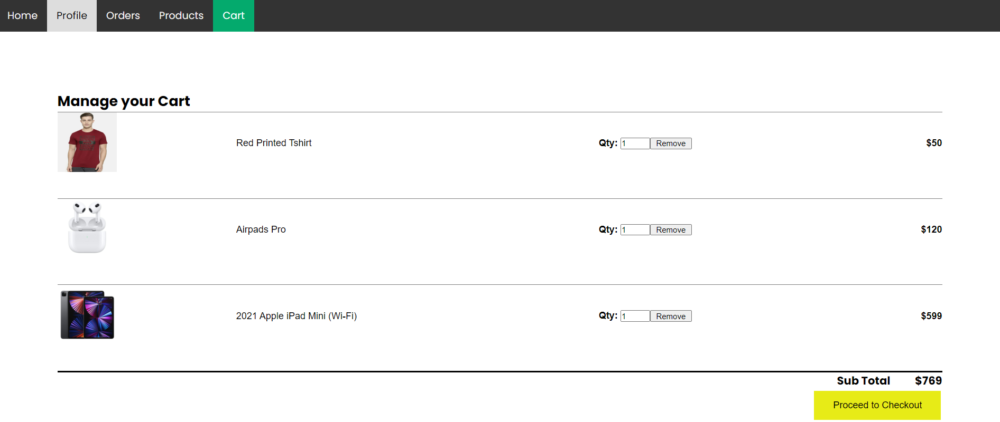 Home Profile Orders Products Cart
Manage your Cart
Red Printed Tshirt Qty: 1 Remove $50
Airpads Pro Qty: 1 Remove $120
2021 Apple iPad Mini (Wi-Fi) Qty: 1 Remove $599
Sub Total $769
Proceed to Checkout